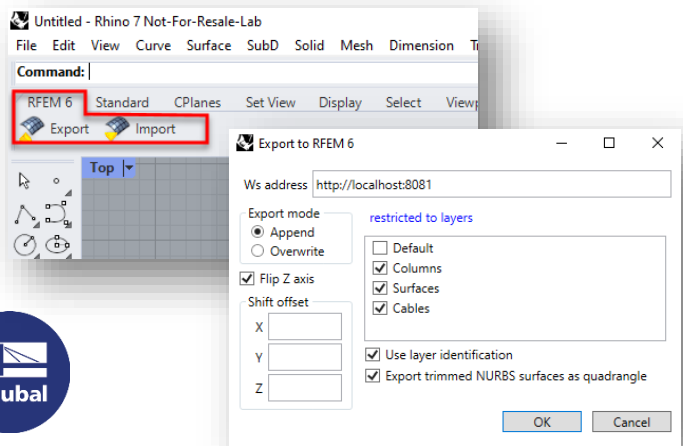 Untitled - Rhino 7 Not-For-Resale-Lab
File Edit View Curve Surface SubD Solid Mesh Dimension
Command:
RFEM 6 Standard CPlanes Set View Display Select
Export Import
Top
Export to RFEM 6
Ws address http://localhost:8081
Export mode
restricted to layers
Append
Overwrite
Default
Columns
Surfaces
Cables
Flip Z axis
Shift offset
X
Y
Z
Use layer identification
Export trimmed NURBS surfaces as quadrangle
OK Cancel
ubal